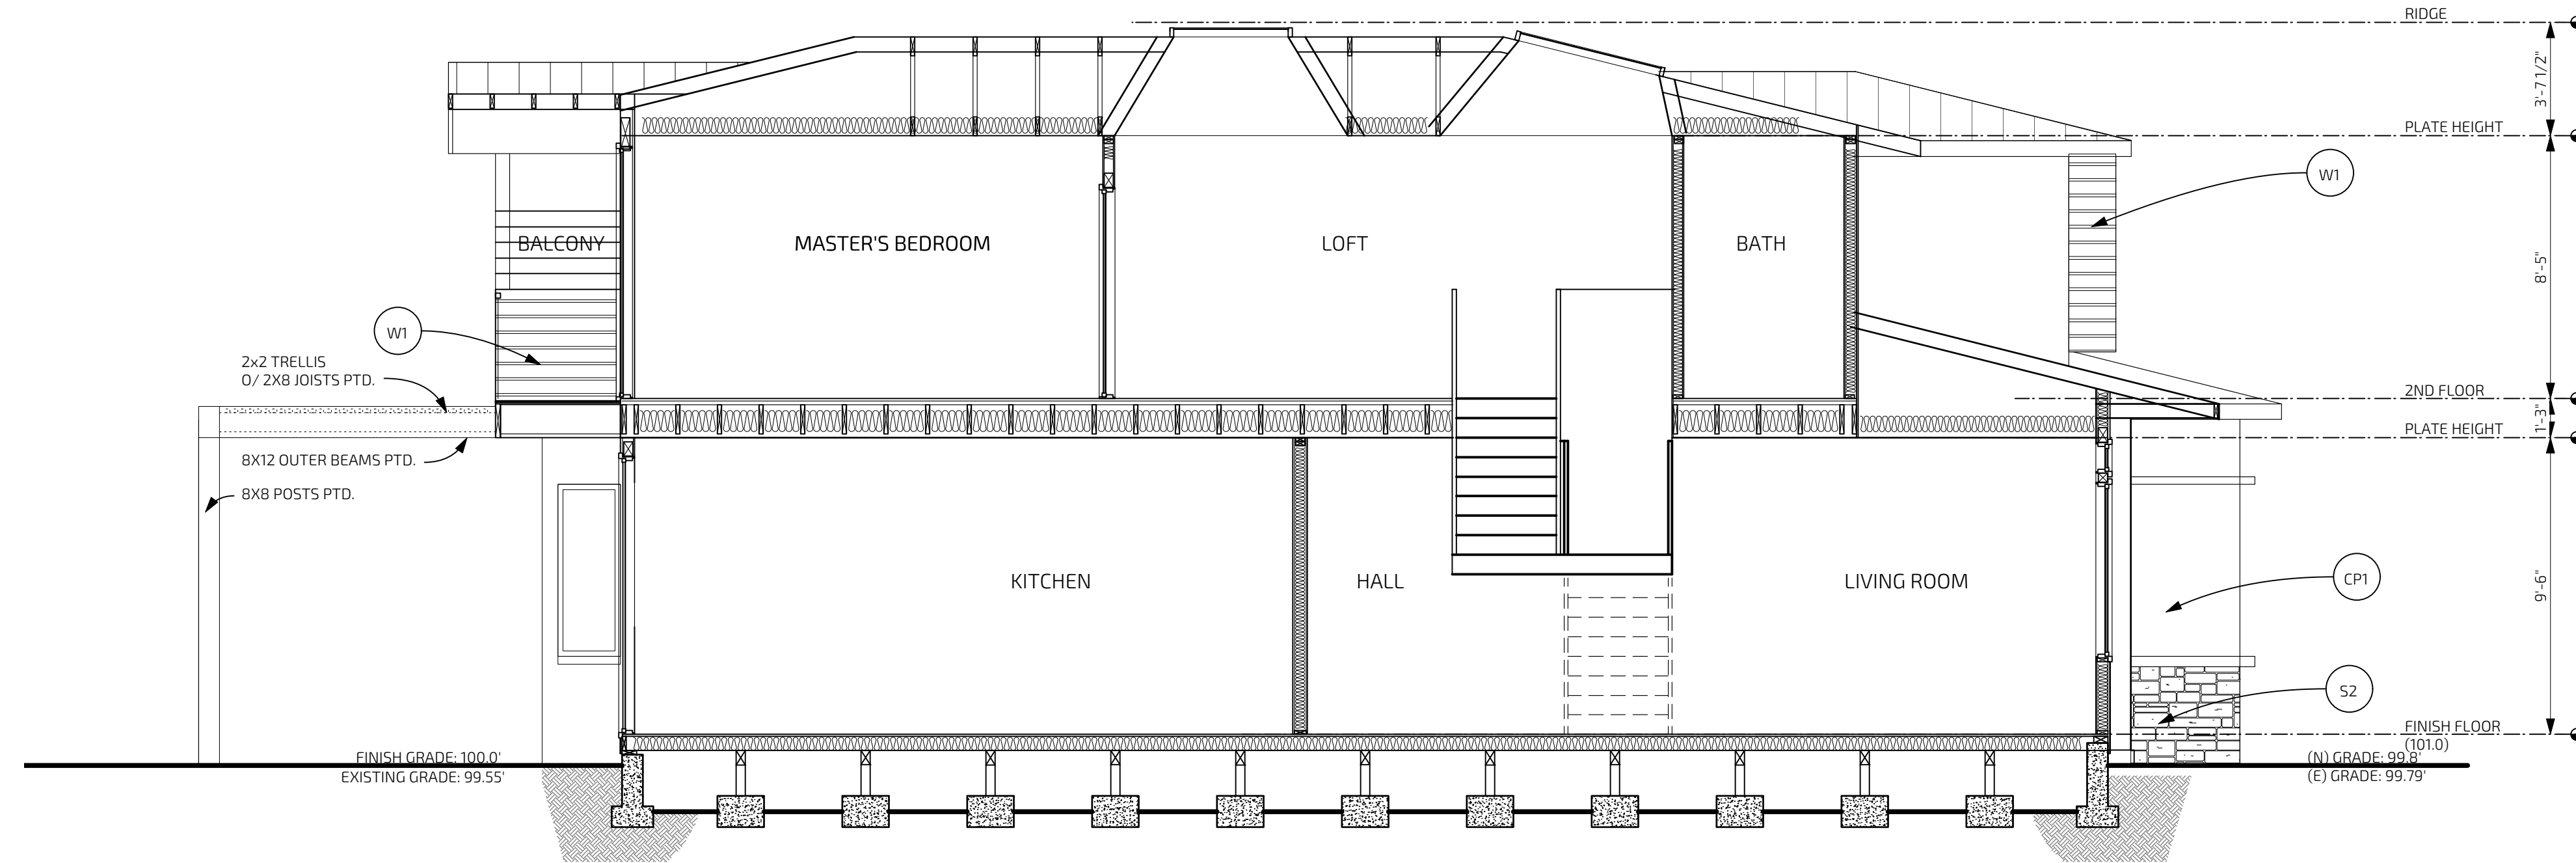 RIDGE
3'-7 1/2"
PLATE HEIGHT
W1
BALCONY
MASTER'S BEDROOM
LOFT
BATH
8'-5"
W1
2x2 TRELLIS
O/ 2X8 JOISTS PTD.
2ND FLOOR
1'-3"
PLATE HEIGHT
8X12 OUTER BEAMS PTD.
8X8 POSTS PTD.
KITCHEN
HALL
LIVING ROOM
CP1
9'-6"
S2
FINISH FLOOR
(101.0)
FINISH GRADE: 100.0'
EXISTING GRADE: 99.55'
(N) GRADE: 99.8'
(E) GRADE: 99.79'